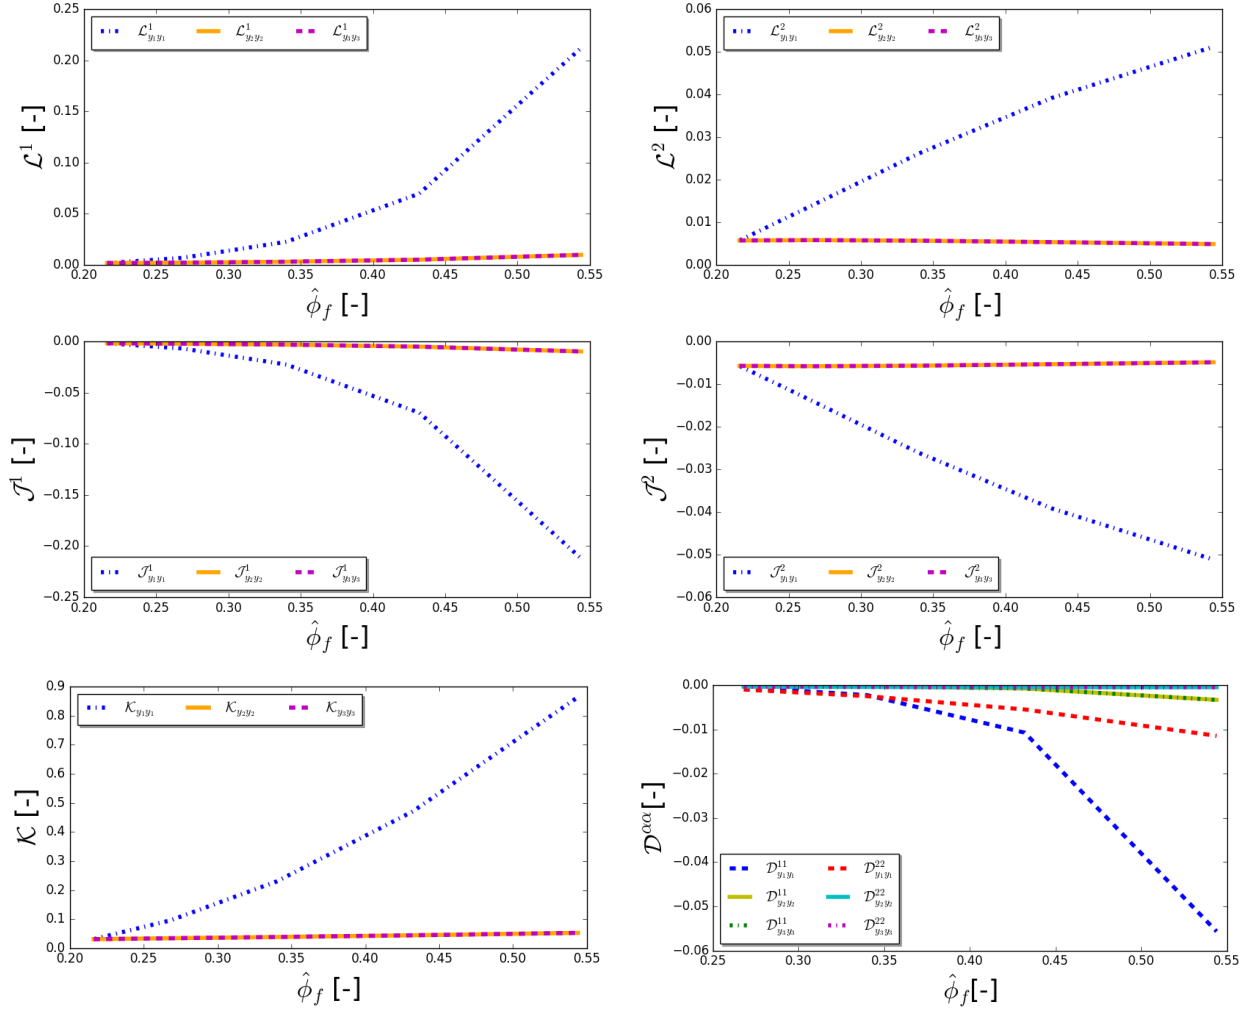 0.25
0.20
0.15
0.10
0.05
0.00
0.20 0.25 0.30 0.35 0.40 0.45 0.50 0.55
ℒ¹ [-]
ϕ̂_f [-]
ℒ¹_{y₁y₁} ℒ¹_{y₂y₂} ℒ¹_{y₃y₃}
0.06
0.05
0.04
0.03
0.02
0.01
0.00
0.20 0.25 0.30 0.35 0.40 0.45 0.50 0.55
ℒ² [-]
ϕ̂_f [-]
ℒ²_{y₁y₁} ℒ²_{y₂y₂} ℒ²_{y₃y₃}
0.00
−0.05
−0.10
−0.15
−0.20
−0.25
0.20 0.25 0.30 0.35 0.40 0.45 0.50 0.55
𝒥¹ [-]
ϕ̂_f [-]
𝒥¹_{y₁y₁} 𝒥¹_{y₂y₂} 𝒥¹_{y₃y₃}
0.00
−0.01
−0.02
−0.03
−0.04
−0.05
−0.06
0.20 0.25 0.30 0.35 0.40 0.45 0.50 0.55
𝒥² [-]
ϕ̂_f [-]
𝒥²_{y₁y₁} 𝒥²_{y₂y₂} 𝒥²_{y₃y₃}
0.9
0.8
0.7
0.6
0.5
0.4
0.3
0.2
0.1
0.0
0.20 0.25 0.30 0.35 0.40 0.45 0.50 0.55
𝒦 [-]
ϕ̂_f [-]
𝒦_{y₁y₁} 𝒦_{y₂y₂} 𝒦_{y₃y₃}
0.00
−0.01
−0.02
−0.03
−0.04
−0.05
−0.06
0.25 0.30 0.35 0.40 0.45 0.50 0.55
𝒟^{αα}[-]
ϕ̂_f[-]
𝒟¹¹_{y₁y₁} 𝒟²²_{y₁y₁}
𝒟¹¹_{y₂y₂} 𝒟²²_{y₂y₂}
𝒟¹¹_{y₃y₃} 𝒟²²_{y₃y₃}